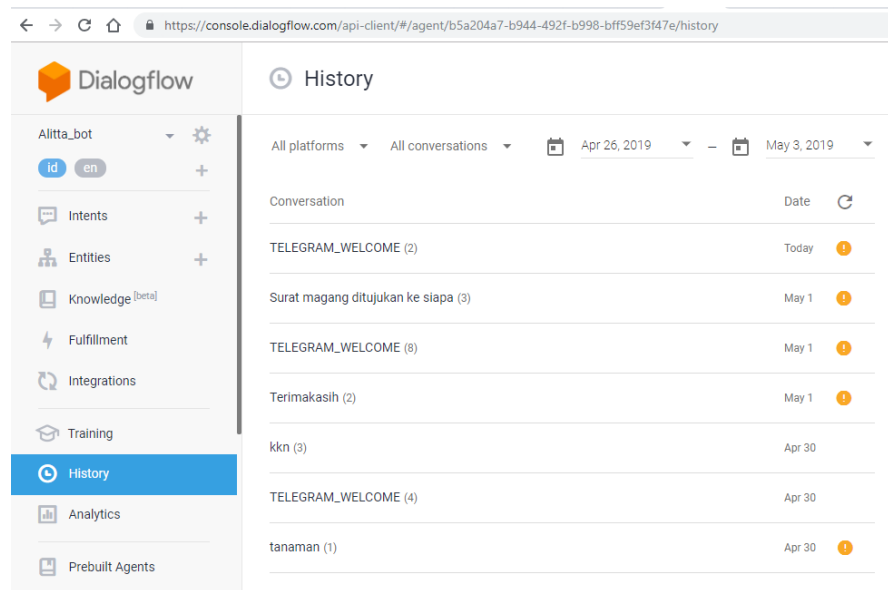 https://console.dialogflow.com/api-client/#/agent/b5a204a7-b944-492f-b998-bff59ef3f47e/history
Dialogflow
History
Alitta_bot
id en
Intents
Entities
Knowledge [beta]
Fulfillment
Integrations
Training
History
Analytics
Prebuilt Agents
All platforms All conversations Apr 26, 2019 – May 3, 2019
Conversation Date
TELEGRAM_WELCOME (2) Today
Surat magang ditujukan ke siapa (3) May 1
TELEGRAM_WELCOME (8) May 1
Terimakasih (2) May 1
kkn (3) Apr 30
TELEGRAM_WELCOME (4) Apr 30
tanaman (1) Apr 30